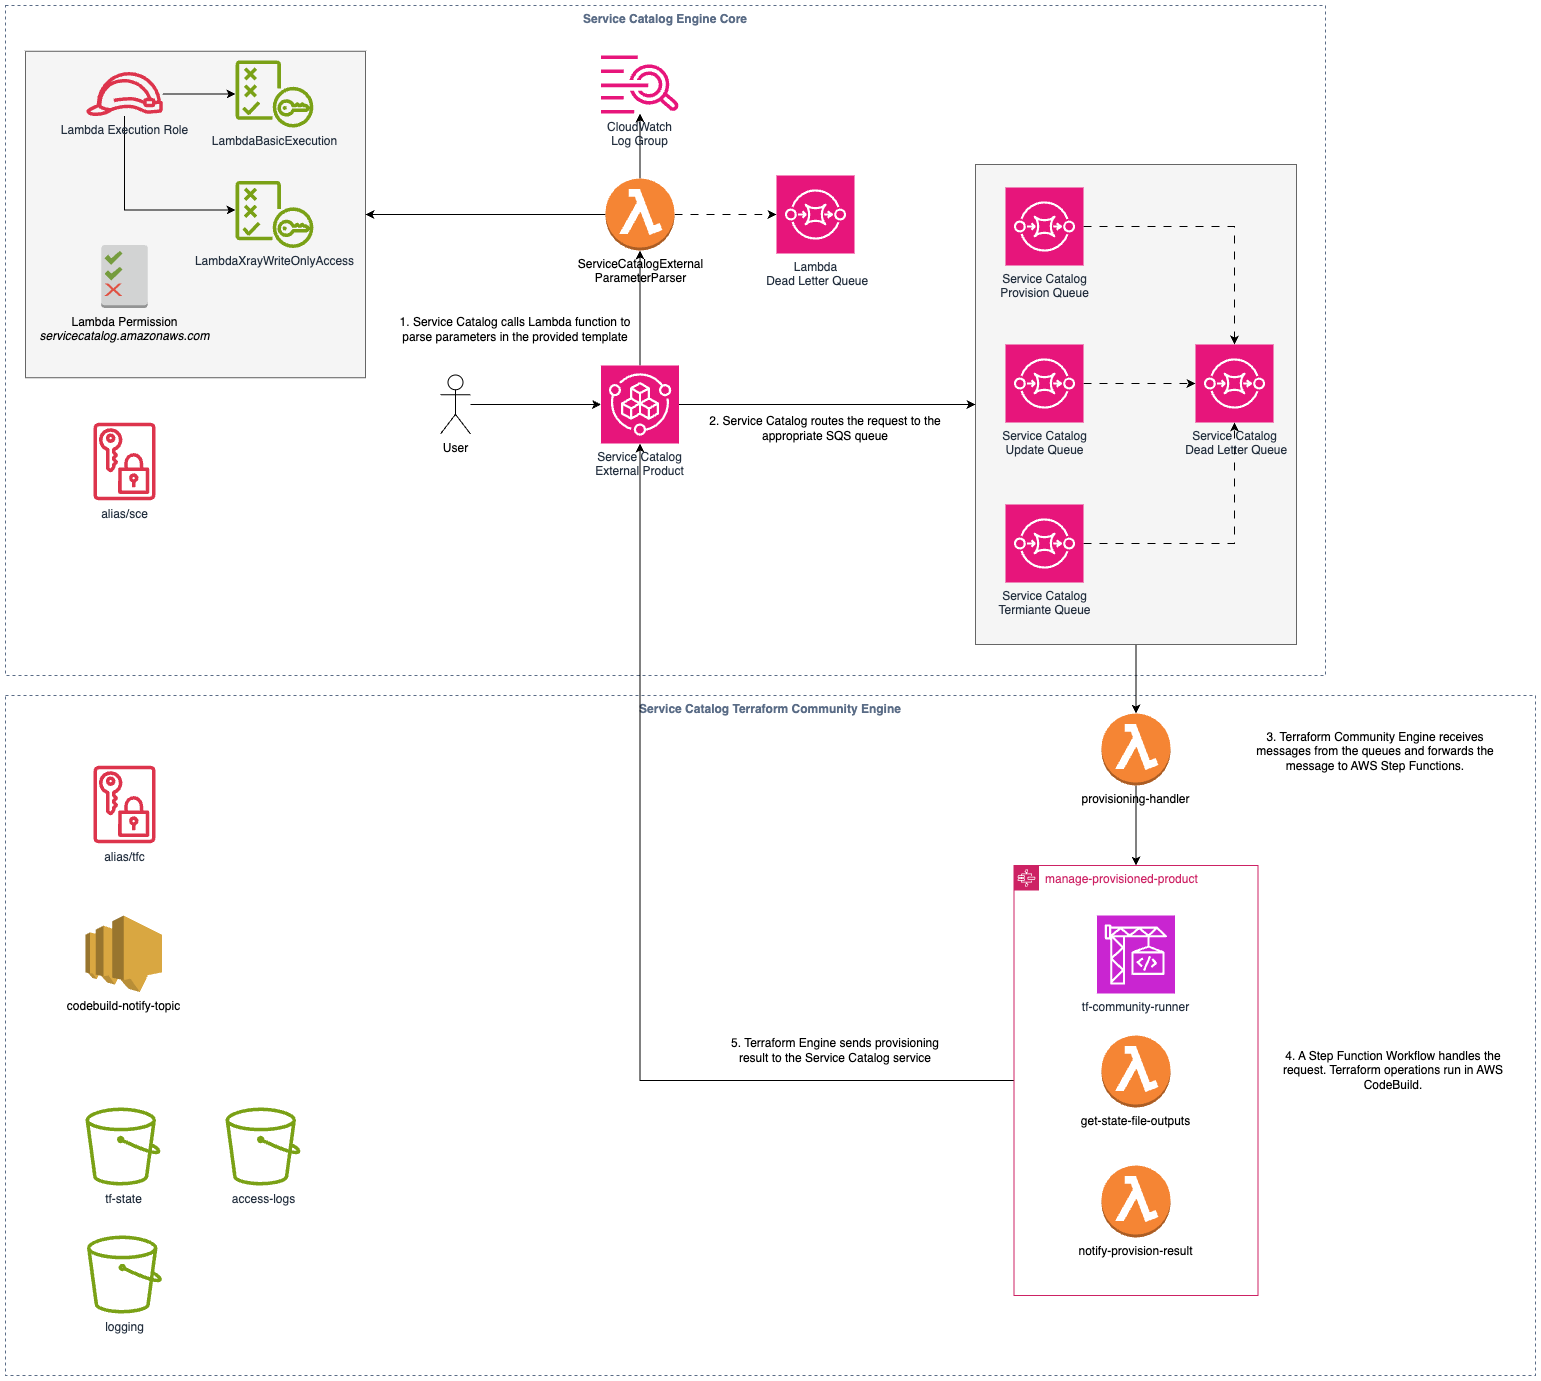 Service Catalog Engine Core
Lambda Execution Role
LambdaBasicExecution
LambdaXrayWriteOnlyAccess
Lambda Permission
servicecatalog.amazonaws.com
CloudWatch
Log Group
ServiceCatalogExternal
ParameterParser
Lambda
Dead Letter Queue
1. Service Catalog calls Lambda function to
parse parameters in the provided template
User
Service Catalog
External Product
2. Service Catalog routes the request to the
appropriate SQS queue
Service Catalog
Provision Queue
Service Catalog
Update Queue
Service Catalog
Dead Letter Queue
Service Catalog
Termiante Queue
alias/sce
Service Catalog Terraform Community Engine
provisioning-handler
3. Terraform Community Engine receives
messages from the queues and forwards the
message to AWS Step Functions.
alias/tfc
manage-provisioned-product
codebuild-notify-topic
tf-community-runner
5. Terraform Engine sends provisioning
result to the Service Catalog service
4. A Step Function Workflow handles the
request. Terraform operations run in AWS
CodeBuild.
get-state-file-outputs
tf-state
access-logs
notify-provision-result
logging